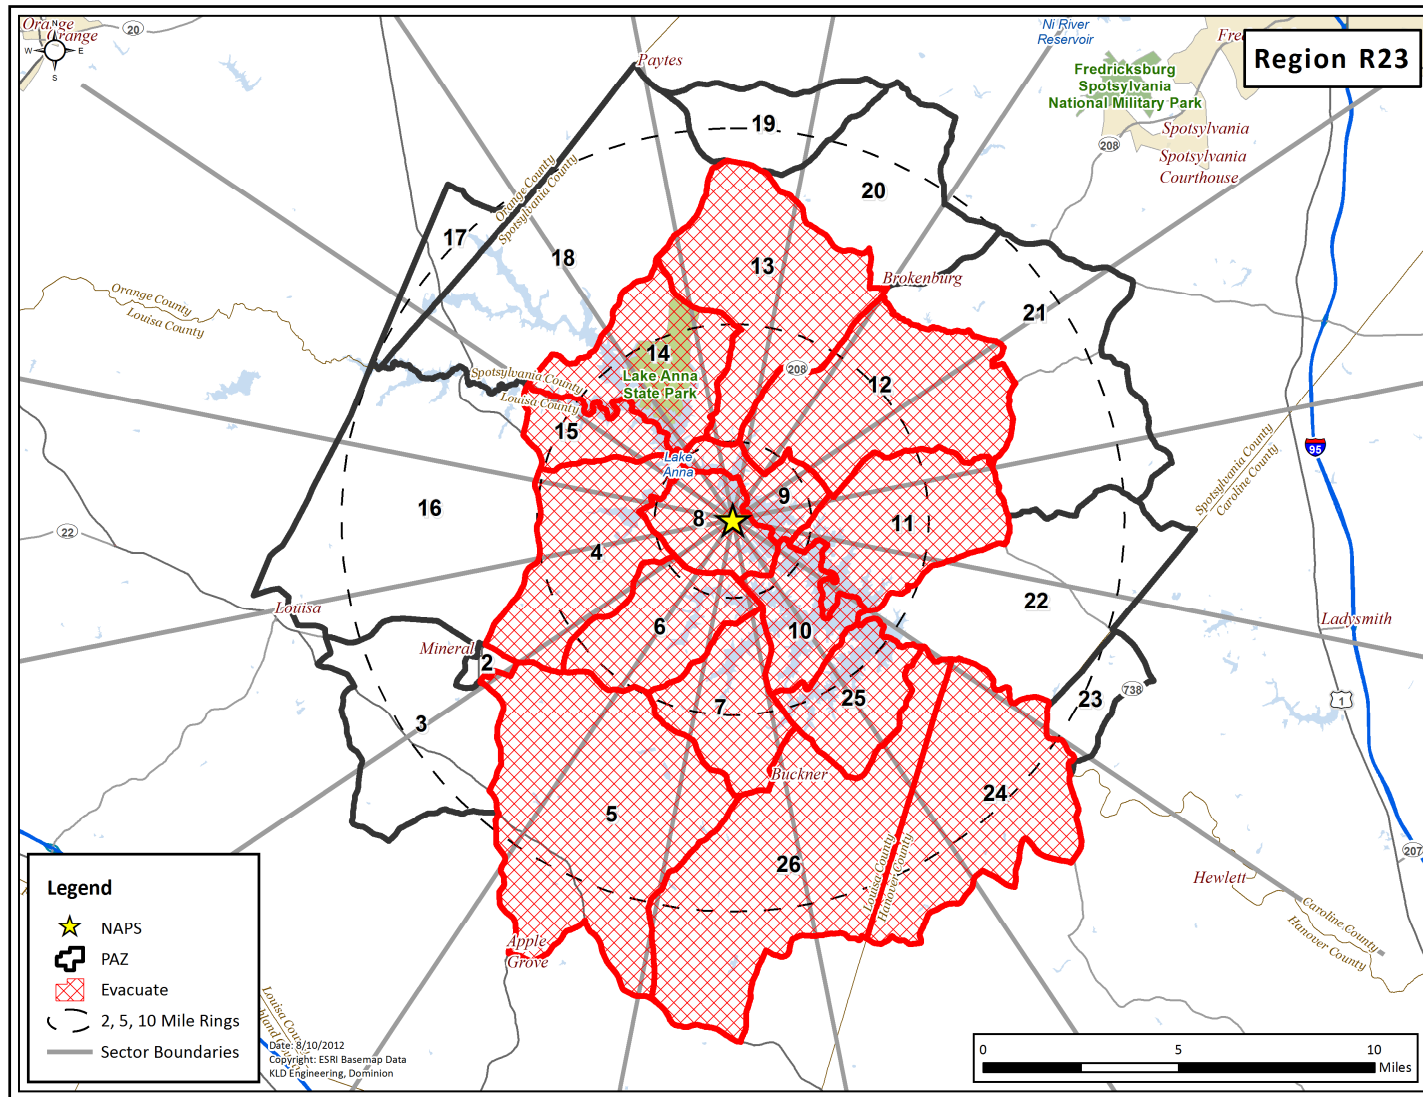 Orange
Orange
20
N
W
E
S
Paytes
Ni River
Reservoir
Region R23
Fredricksburg
Spotsylvania
National Military Park
Spotsylvania
208
Spotsylvania
Courthouse
19
20
Orange County
Spotsylvania County
17
18
13
Brokenburg
Orange County
Louisa County
21
14
Lake Anna
State Park
208
12
Spotsylvania County
Louisa County
15
Lake
Anna
95
Spotsylvania County
Caroline County
16
9
8
11
22
4
Louisa
22
6
10
Ladysmith
Mineral
2
25
23
738
1
7
3
Buckner
24
5
26
207
Louisa County
Hanover County
Hewlett
Caroline County
Hanover County
Apple
Grove
Legend
NAPS
PAZ
Evacuate
2, 5, 10 Mile Rings
Sector Boundaries
Louisa County
Date: 8/10/2012
Copyright: ESRI Basemap Data
KLD Engineering, Dominion
0
5
10
Miles